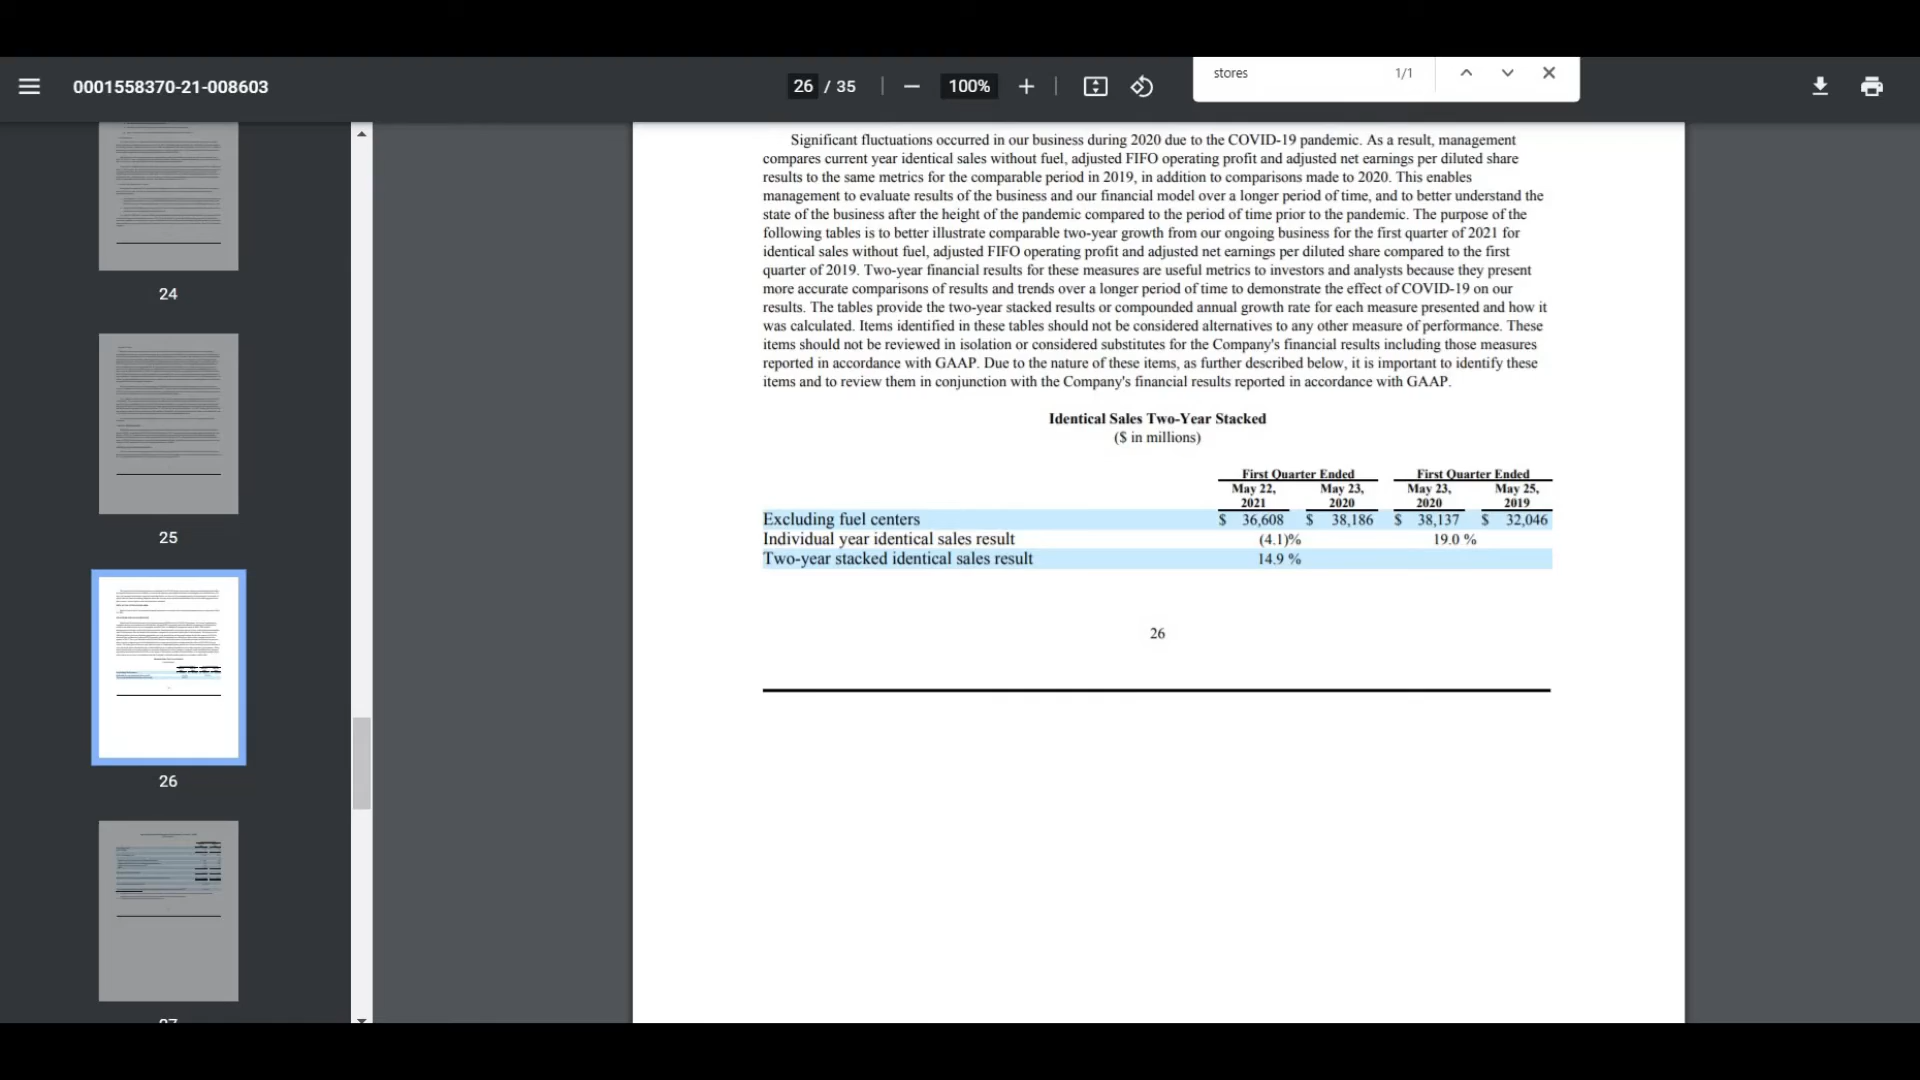 0001558370-21-008603
26 / 35
100%
stores
1/1
24
25
26
27
Significant fluctuations occurred in our business during 2020 due to the COVID-19 pandemic. As a result, management
compares current year identical sales without fuel, adjusted FIFO operating profit and adjusted net earnings per diluted share
results to the same metrics for the comparable period in 2019, in addition to comparisons made to 2020. This enables
management to evaluate results of the business and our financial model over a longer period of time, and to better understand the
state of the business after the height of the pandemic compared to the period of time prior to the pandemic. The purpose of the
following tables is to better illustrate comparable two-year growth from our ongoing business for the first quarter of 2021 for
identical sales without fuel, adjusted FIFO operating profit and adjusted net earnings per diluted share compared to the first
quarter of 2019. Two-year financial results for these measures are useful metrics to investors and analysts because they present
more accurate comparisons of results and trends over a longer period of time to demonstrate the effect of COVID-19 on our
results. The tables provide the two-year stacked results or compounded annual growth rate for each measure presented and how it
was calculated. Items identified in these tables should not be considered alternatives to any other measure of performance. These
items should not be reviewed in isolation or considered substitutes for the Company's financial results including those measures
reported in accordance with GAAP. Due to the nature of these items, as further described below, it is important to identify these
items and to review them in conjunction with the Company's financial results reported in accordance with GAAP.
Identical Sales Two-Year Stacked
($ in millions)
First Quarter Ended First Quarter Ended
May 22, May 23, May 23, May 25,
2021 2020 2020 2019
Excluding fuel centers $ 36,608 $ 38,186 $ 38,137 $ 32,046
Individual year identical sales result (4.1)% 19.0 %
Two-year stacked identical sales result 14.9 %
26